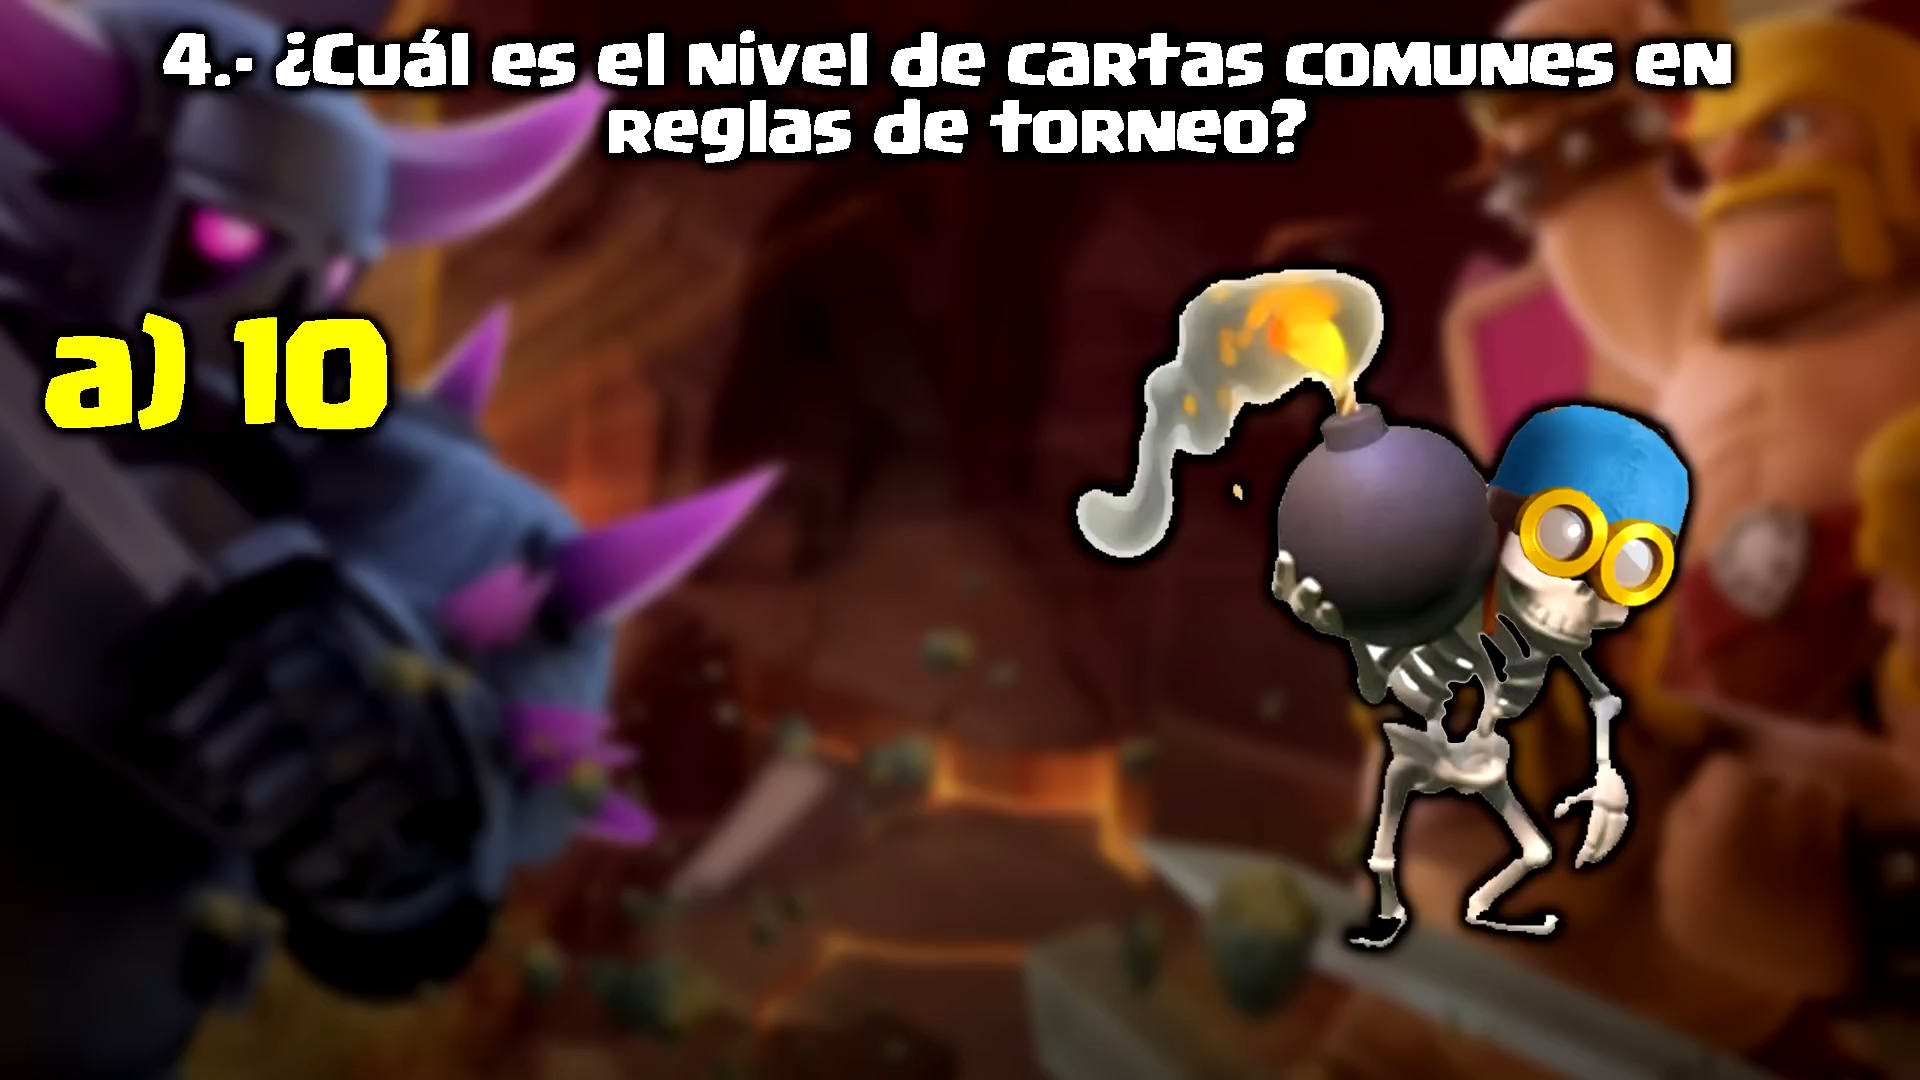 4.- ¿Cuál es el nivel de cartas comunes en
reglas de torneo?
a) 10